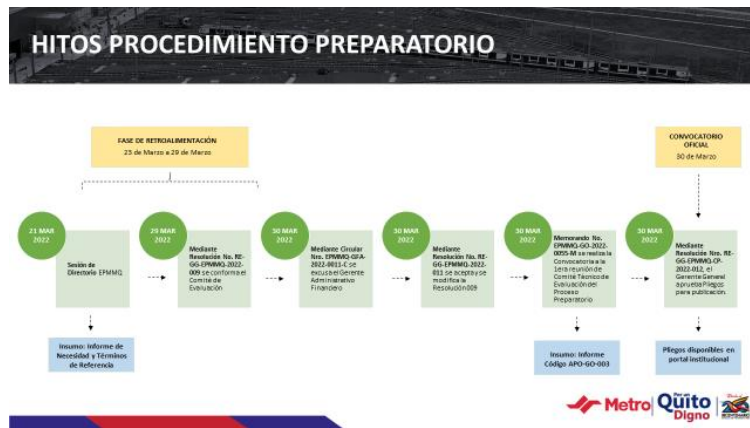 HITOS PROCEDIMIENTO PREPARATORIO
FASE DE RETROALIMENTACIÓN
23 de Marzo a 29 de Marzo
CONVOCATORIO
OFICIAL
30 de Marzo
21 MAR
2022
Sesión de
Directorio EPMMQ
29 MAR
2022
Mediante
Resolución No. RE-
GG-EPMMQ-2022-
009 se conforma el
Comité de
Evaluación
30 MAR
2022
Mediante Circular
Nro. EPMMQ-GFA-
2022-0011-C se
excusa el Gerente
Administrativo
Financiero
30 MAR
2022
Mediante
Resolución No. RE-
GG-EPMMQ-2022-
011 se acepta y se
modifica la
Resolución 009
30 MAR
2022
Memorando No.
EPMMQ-GO-2022-
0055-M se realiza la
Convocatoria a la
1era reunión de
Comité Técnico de
Evaluación del
Proceso
Preparatorio
30 MAR
2022
Mediante
Resolución No. RE-
GG-EPMMQ-CP-
2022-012, el
Gerente General
aprueba Pliegos
para publicación.
Insumo: Informe de
Necesidad y Términos
de Referencia
Insumo: Informe
Código APO-GO-003
Pliegos disponibles en
portal institucional
Metro
Por un
Quito
Digno